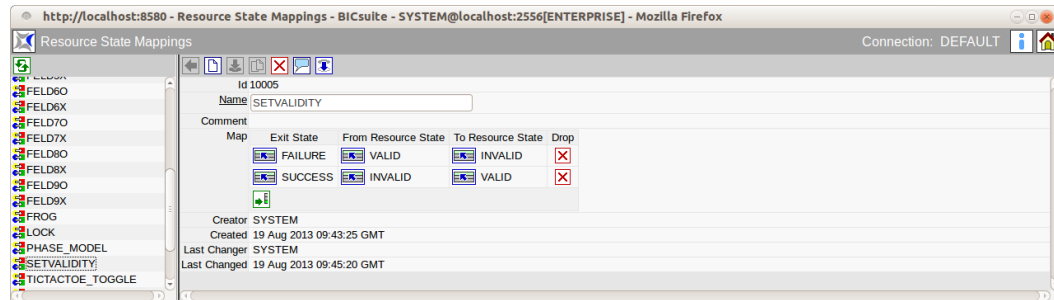 http://localhost:8580 - Resource State Mappings - BICsuite - SYSTEM@localhost:2556[ENTERPRISE] - Mozilla Firefox
Resource State Mappings
Connection: DEFAULT
FELD6O
FELD6X
FELD7O
FELD7X
FELD8O
FELD8X
FELD9O
FELD9X
FROG
LOCK
PHASE_MODEL
SETVALIDITY
TICTACTOE_TOGGLE
Id 10005
Name SETVALIDITY
Comment
Map Exit State From Resource State To Resource State Drop
FAILURE VALID INVALID
SUCCESS INVALID VALID
Creator SYSTEM
Created 19 Aug 2013 09:43:25 GMT
Last Changer SYSTEM
Last Changed 19 Aug 2013 09:45:20 GMT